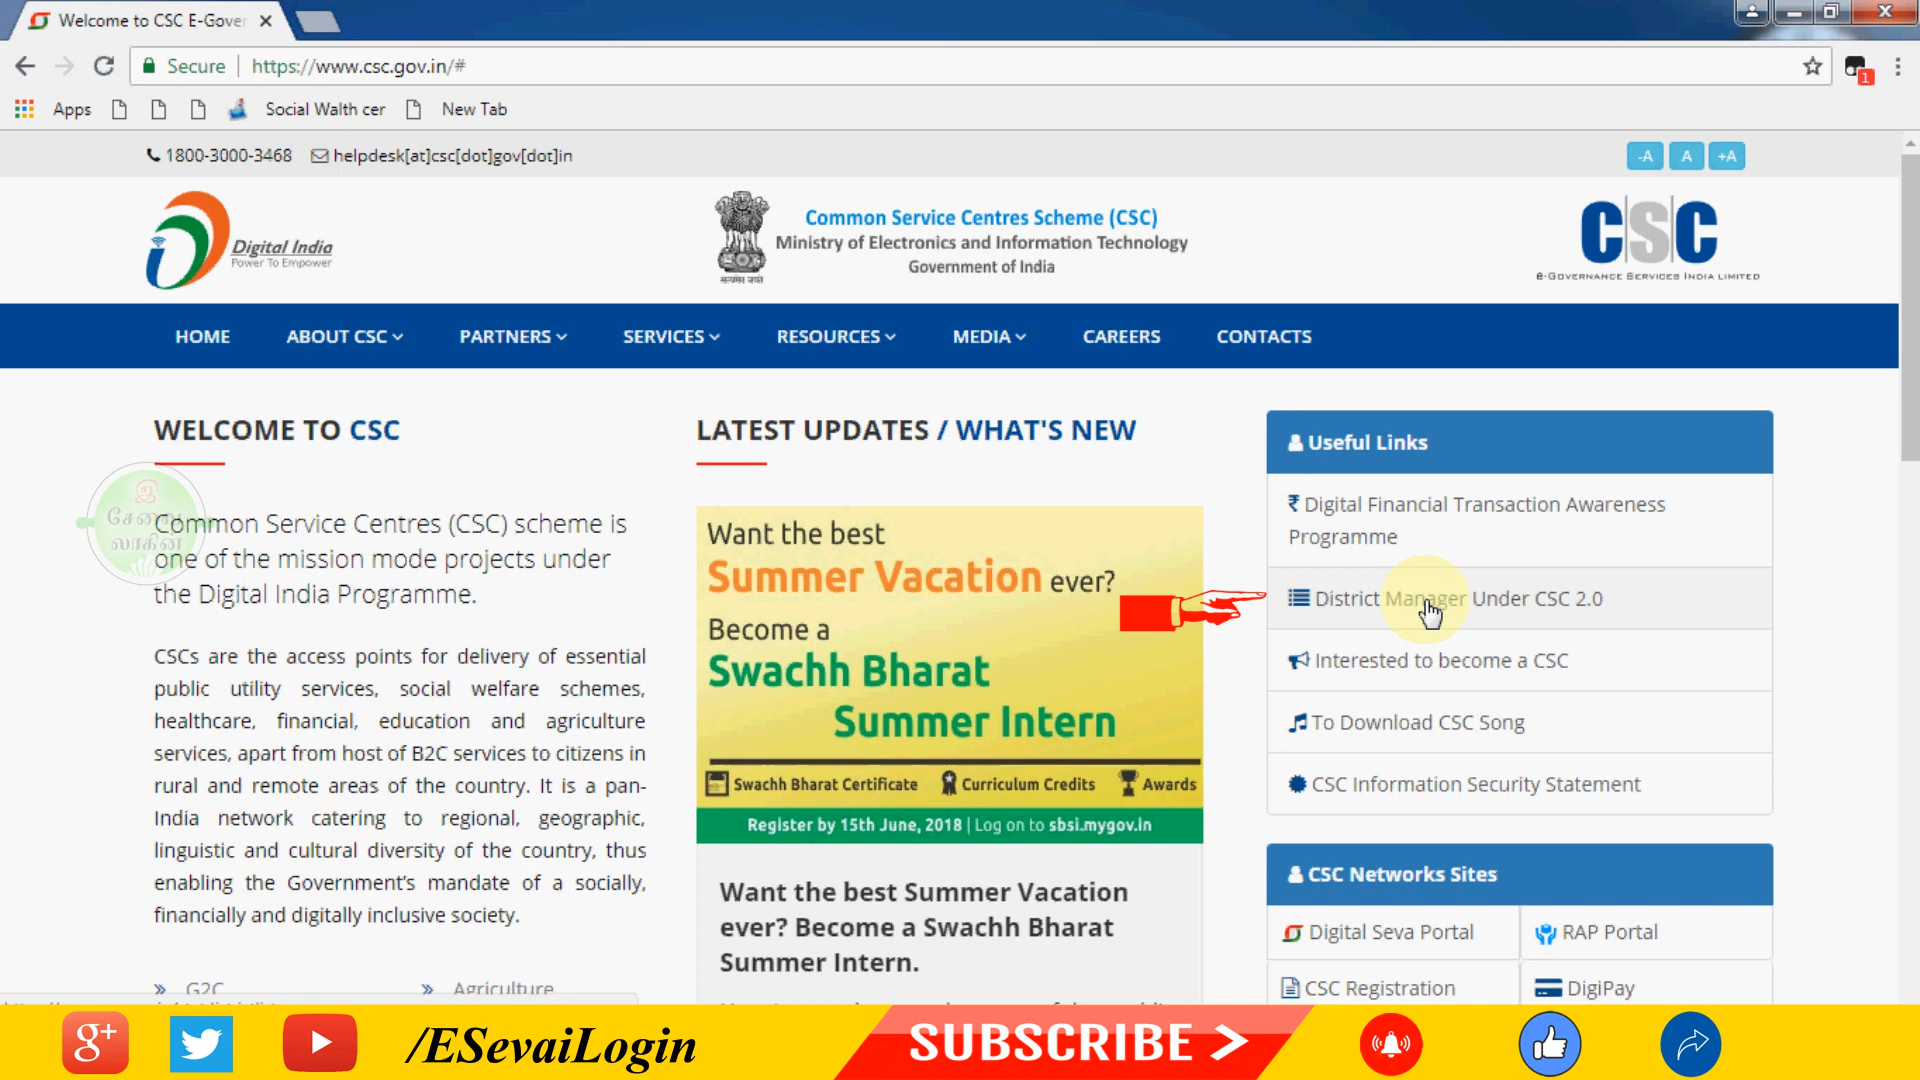 Welcome to CSC E-Gover
Secure | https://www.csc.gov.in/#
1
Apps
Social Walth cer
New Tab
1800-3000-3468 helpdesk[at]csc[dot]gov[dot]in
-A A +A
Digital India
Power To Empower
सत्यमेव जयते
Common Service Centres Scheme (CSC)
Ministry of Electronics and Information Technology
Government of India
CSC
e-Governance Services India Limited
HOME ABOUT CSC PARTNERS SERVICES RESOURCES MEDIA CAREERS CONTACTS
WELCOME TO CSC
இ
சேவை
லாகின்
Common Service Centres (CSC) scheme is
one of the mission mode projects under
the Digital India Programme.
CSCs are the access points for delivery of essential
public utility services, social welfare schemes,
healthcare, financial, education and agriculture
services, apart from host of B2C services to citizens in
rural and remote areas of the country. It is a pan-
India network catering to regional, geographic,
linguistic and cultural diversity of the country, thus
enabling the Government's mandate of a socially,
financially and digitally inclusive society.
» G2C » Agriculture
LATEST UPDATES / WHAT'S NEW
Want the best
Summer Vacation ever?
Become a
Swachh Bharat
Summer Intern
Swachh Bharat Certificate Curriculum Credits Awards
Register by 15th June, 2018 | Log on to sbsi.mygov.in
Want the best Summer Vacation
ever? Become a Swachh Bharat
Summer Intern.
Useful Links
₹ Digital Financial Transaction Awareness
Programme
District Manager Under CSC 2.0
Interested to become a CSC
To Download CSC Song
CSC Information Security Statement
CSC Networks Sites
Digital Seva Portal RAP Portal
CSC Registration DigiPay
g+ /ESevaiLogin SUBSCRIBE >